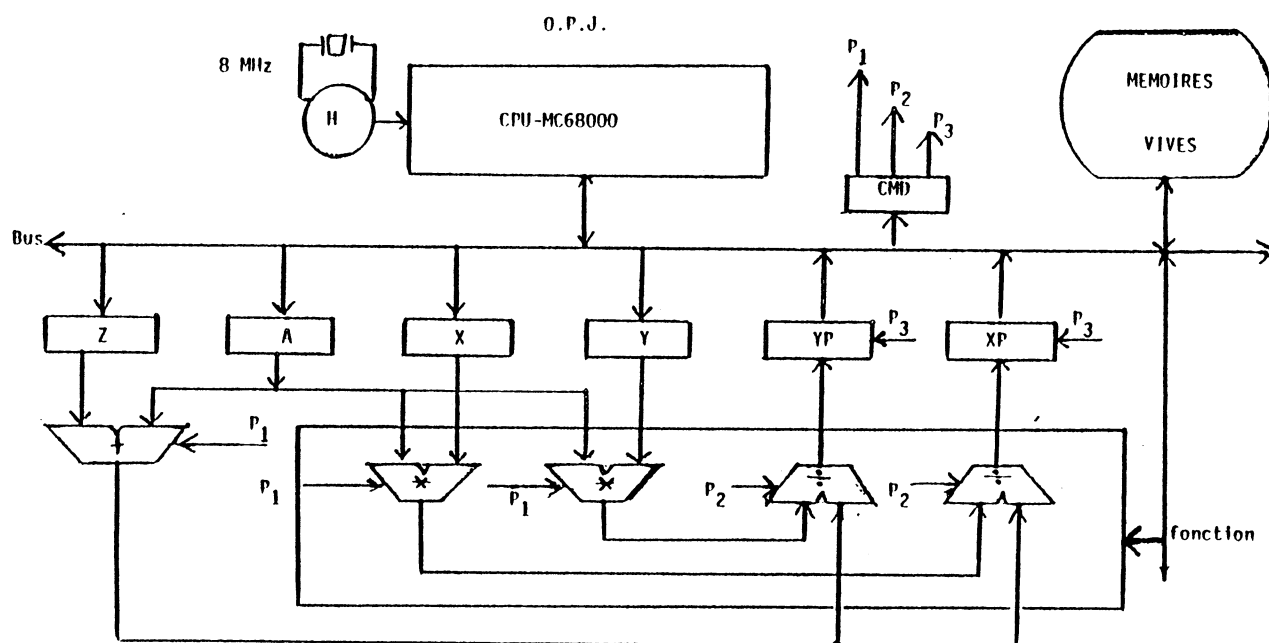 O.P.J.
8 MHz
H
CPU-MC68000
P1
P2
P3
CMD
MEMOIRES
VIVES
Bus
Z
A
X
Y
YP
P3
XP
P3
P1
+
P1
*
P1
*
P2
÷
P2
÷
fonction